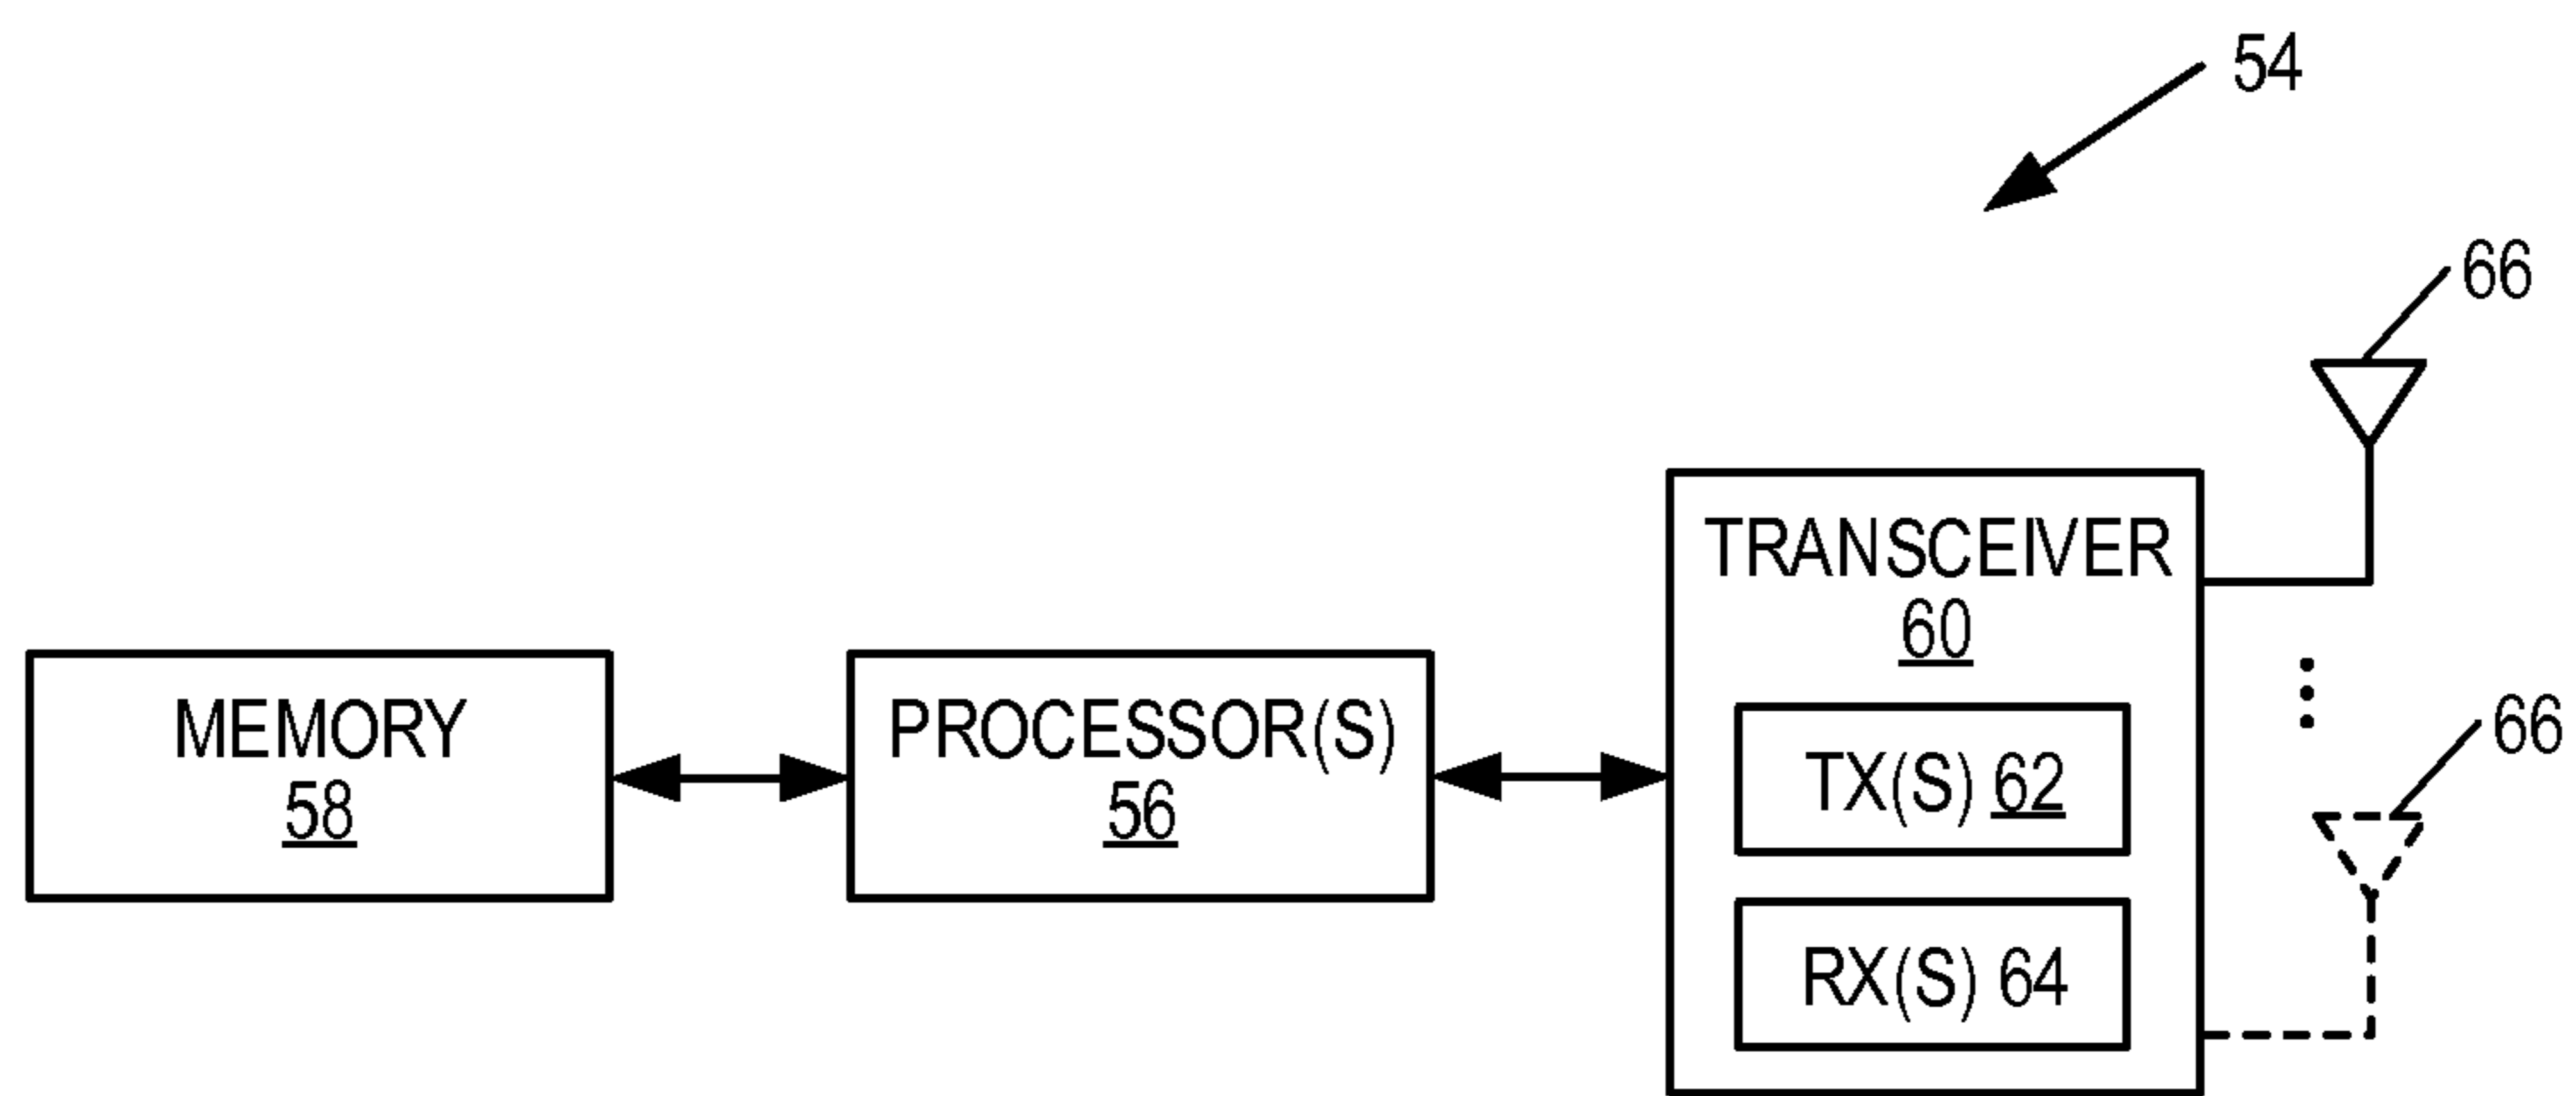 54
66
TRANSCEIVER
60
MEMORY
58
PROCESSOR(S)
56
TX(S) 62
66
RX(S) 64